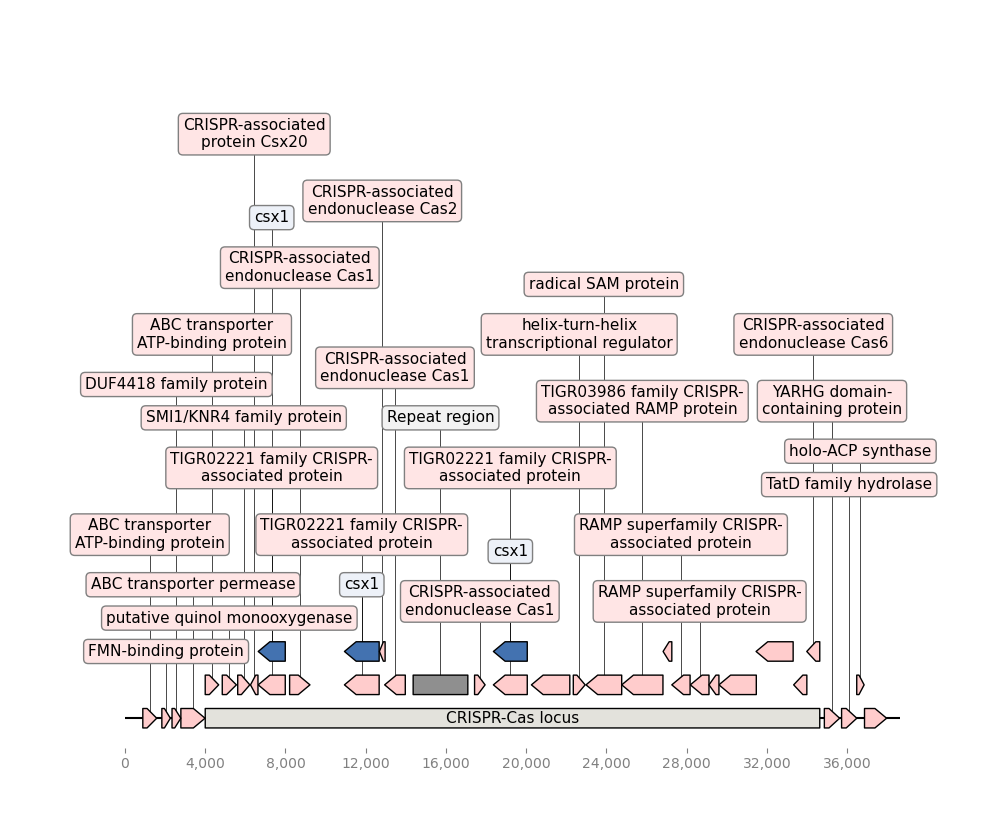 CRISPR-associated
protein Csx20
CRISPR-associated
endonuclease Cas2
csx1
CRISPR-associated
endonuclease Cas1
radical SAM protein
ABC transporter
ATP-binding protein
helix-turn-helix
transcriptional regulator
CRISPR-associated
endonuclease Cas6
CRISPR-associated
endonuclease Cas1
DUF4418 family protein
TIGR03986 family CRISPR-
associated RAMP protein
YARHG domain-
containing protein
SMI1/KNR4 family protein
Repeat region
holo-ACP synthase
TIGR02221 family CRISPR-
associated protein
TIGR02221 family CRISPR-
associated protein
TatD family hydrolase
ABC transporter
ATP-binding protein
TIGR02221 family CRISPR-
associated protein
RAMP superfamily CRISPR-
associated protein
csx1
ABC transporter permease
csx1
CRISPR-associated
endonuclease Cas1
RAMP superfamily CRISPR-
associated protein
putative quinol monooxygenase
FMN-binding protein
CRISPR-Cas locus
0
4,000
8,000
12,000
16,000
20,000
24,000
28,000
32,000
36,000